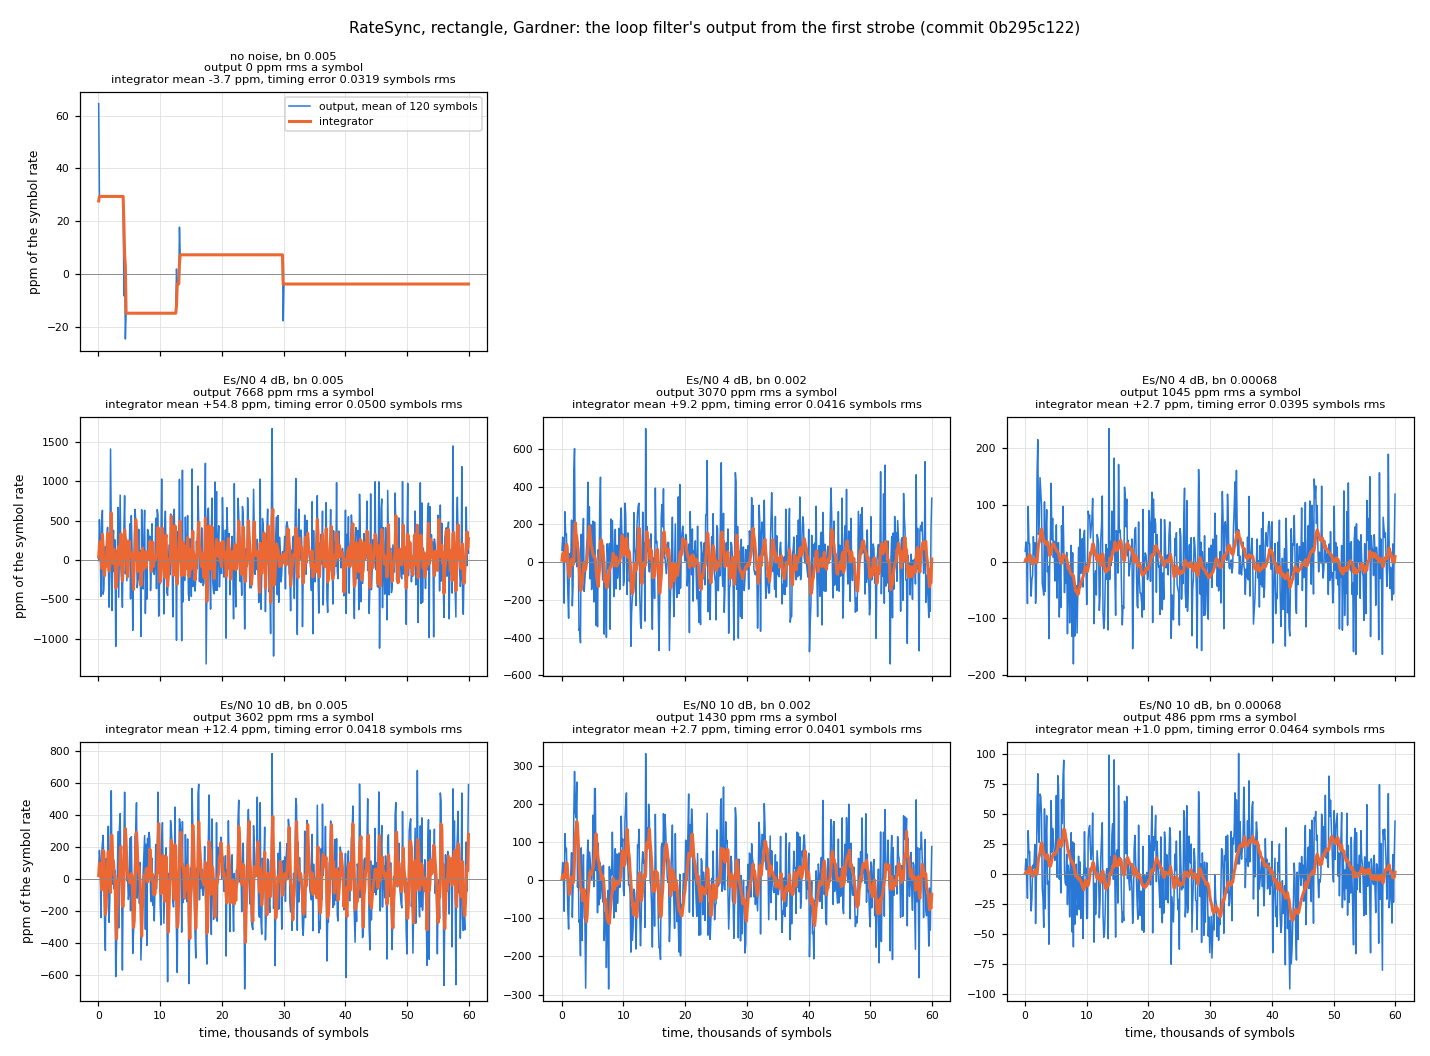 RateSync, rectangle, Gardner: the loop filter's output from the first strobe (commit 0b295c122)
no noise, bn 0.005
output 0 ppm rms a symbol
integrator mean -3.7 ppm, timing error 0.0319 symbols rms
output, mean of 120 symbols
integrator
ppm of the symbol rate
60
40
20
0
−20
Es/N0 4 dB, bn 0.005
output 7668 ppm rms a symbol
integrator mean +54.8 ppm, timing error 0.0500 symbols rms
ppm of the symbol rate
1500
1000
500
0
−500
−1000
Es/N0 4 dB, bn 0.002
output 3070 ppm rms a symbol
integrator mean +9.2 ppm, timing error 0.0416 symbols rms
600
400
200
0
−200
−400
−600
Es/N0 4 dB, bn 0.00068
output 1045 ppm rms a symbol
integrator mean +2.7 ppm, timing error 0.0395 symbols rms
200
100
0
−100
−200
Es/N0 10 dB, bn 0.005
output 3602 ppm rms a symbol
integrator mean +12.4 ppm, timing error 0.0418 symbols rms
ppm of the symbol rate
800
600
400
200
0
−200
−400
−600
0 10 20 30 40 50 60
time, thousands of symbols
Es/N0 10 dB, bn 0.002
output 1430 ppm rms a symbol
integrator mean +2.7 ppm, timing error 0.0401 symbols rms
300
200
100
0
−100
−200
−300
0 10 20 30 40 50 60
time, thousands of symbols
Es/N0 10 dB, bn 0.00068
output 486 ppm rms a symbol
integrator mean +1.0 ppm, timing error 0.0464 symbols rms
100
75
50
25
0
−25
−50
−75
−100
0 10 20 30 40 50 60
time, thousands of symbols